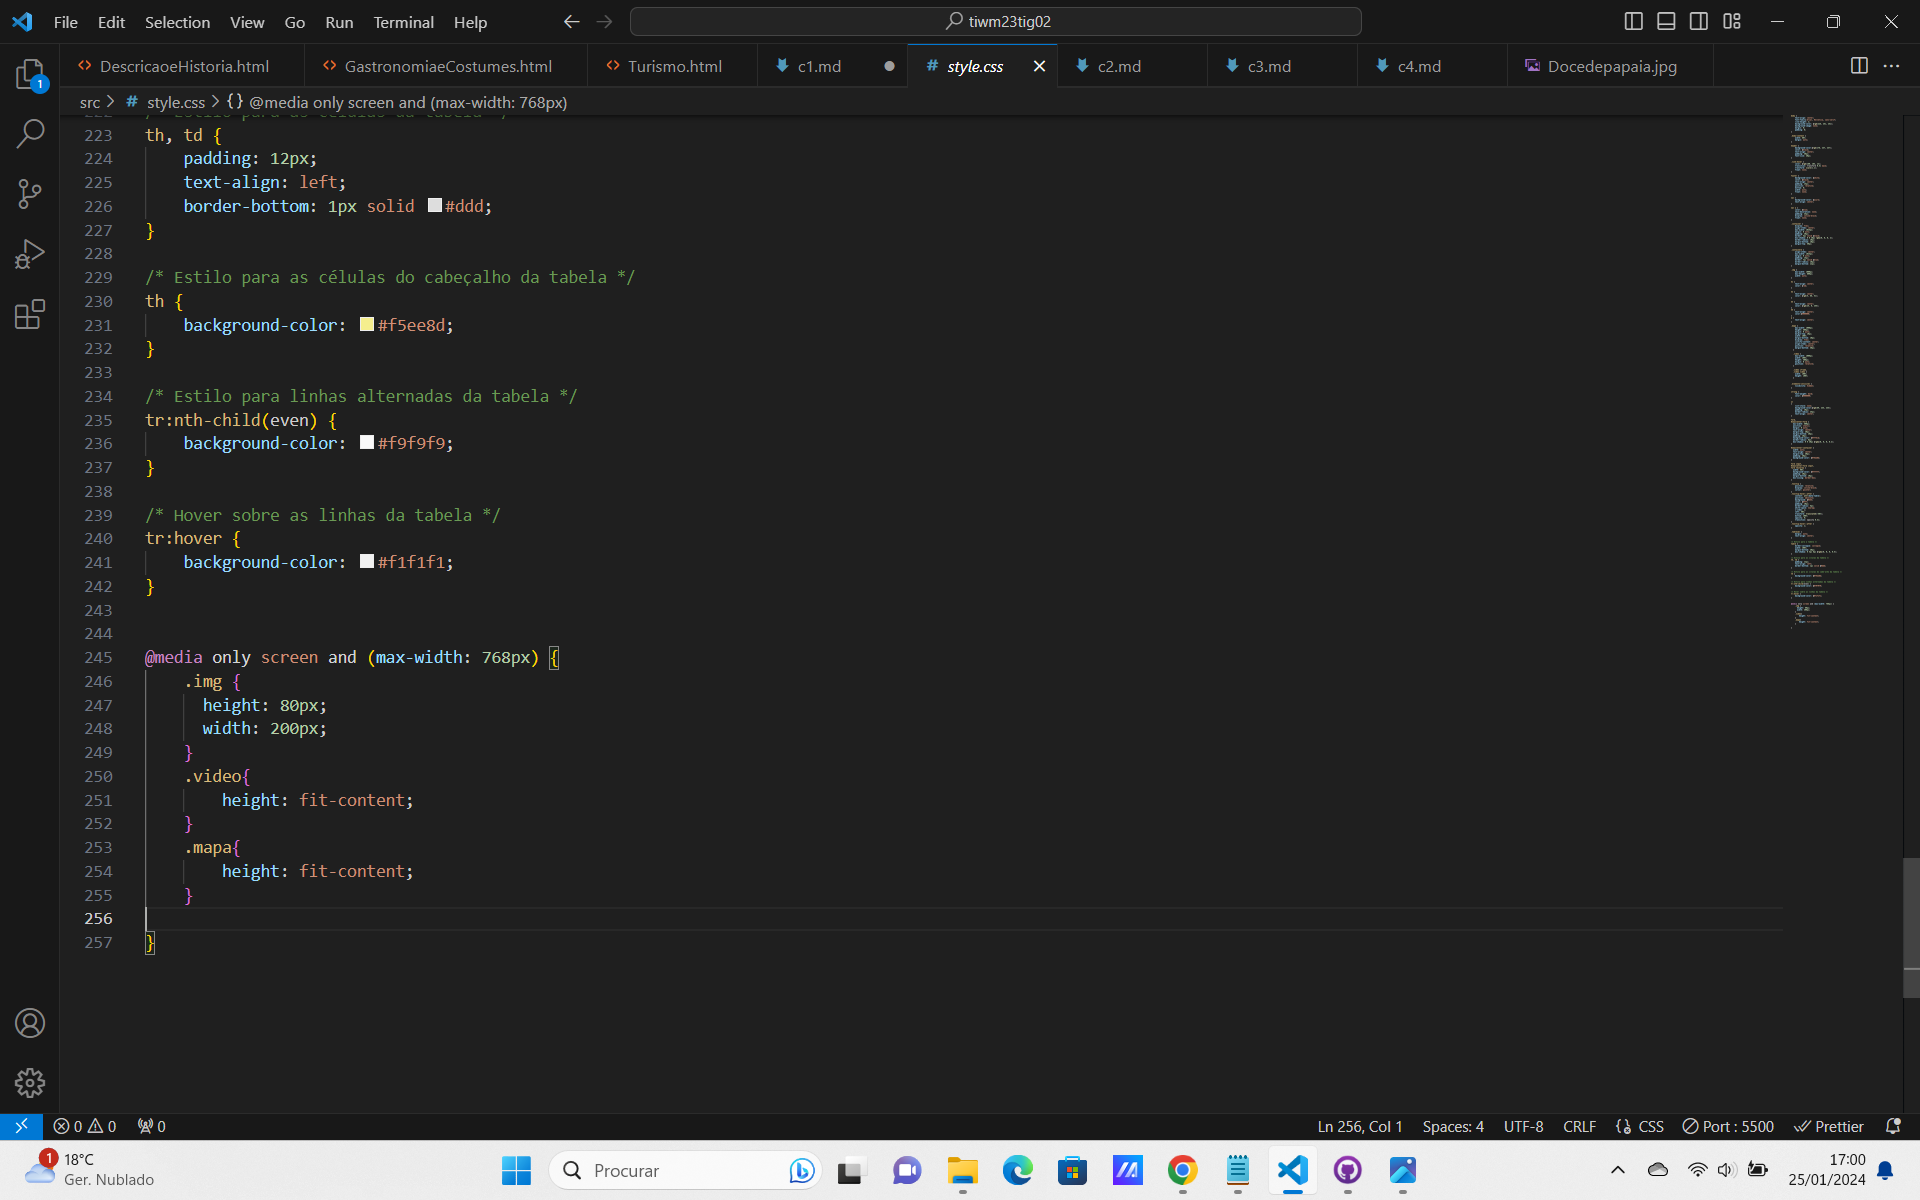 File Edit Selection View Go Run Terminal Help
tiwm23tig02
DescricaoeHistoria.html GastronomiaeCostumes.html Turismo.html c1.md style.css c2.md c3.md c4.md Docedepapaia.jpg
1
src > # style.css > {} @media only screen and (max-width: 768px)
223 th, td {
224 padding: 12px;
225 text-align: left;
226 border-bottom: 1px solid #ddd;
227 }
228
229 /* Estilo para as células do cabeçalho da tabela */
230 th {
231 background-color: #f5ee8d;
232 }
233
234 /* Estilo para linhas alternadas da tabela */
235 tr:nth-child(even) {
236 background-color: #f9f9f9;
237 }
238
239 /* Hover sobre as linhas da tabela */
240 tr:hover {
241 background-color: #f1f1f1;
242 }
243
244
245 @media only screen and (max-width: 768px) {
246 .img {
247 height: 80px;
248 width: 200px;
249 }
250 .video{
251 height: fit-content;
252 }
253 .mapa{
254 height: fit-content;
255 }
256
257 }
0 0 0 Ln 256, Col 1 Spaces: 4 UTF-8 CRLF {} CSS Port : 5500 Prettier
1 18°C
Ger. Nublado
Procurar
17:00
25/01/2024